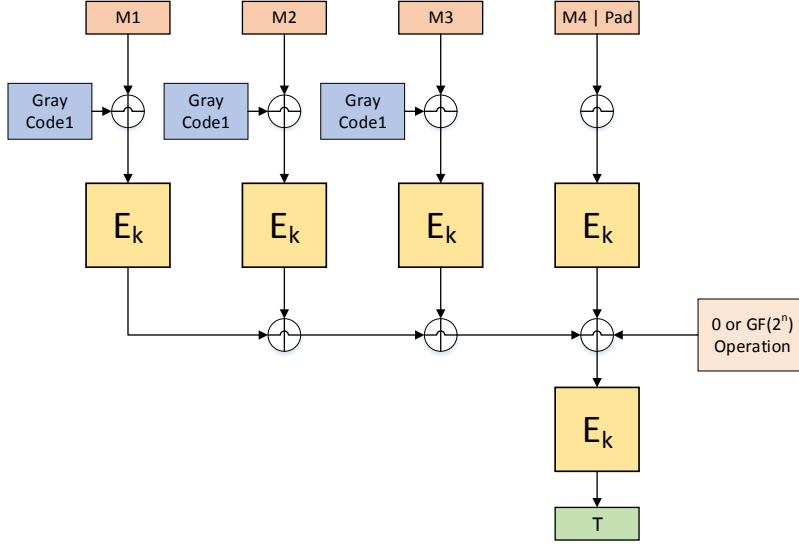 M1
M2
M3
M4 | Pad
Gray
Code1
Gray
Code1
Gray
Code1
Eₖ
Eₖ
Eₖ
Eₖ
0 or GF(2ⁿ)
Operation
Eₖ
T